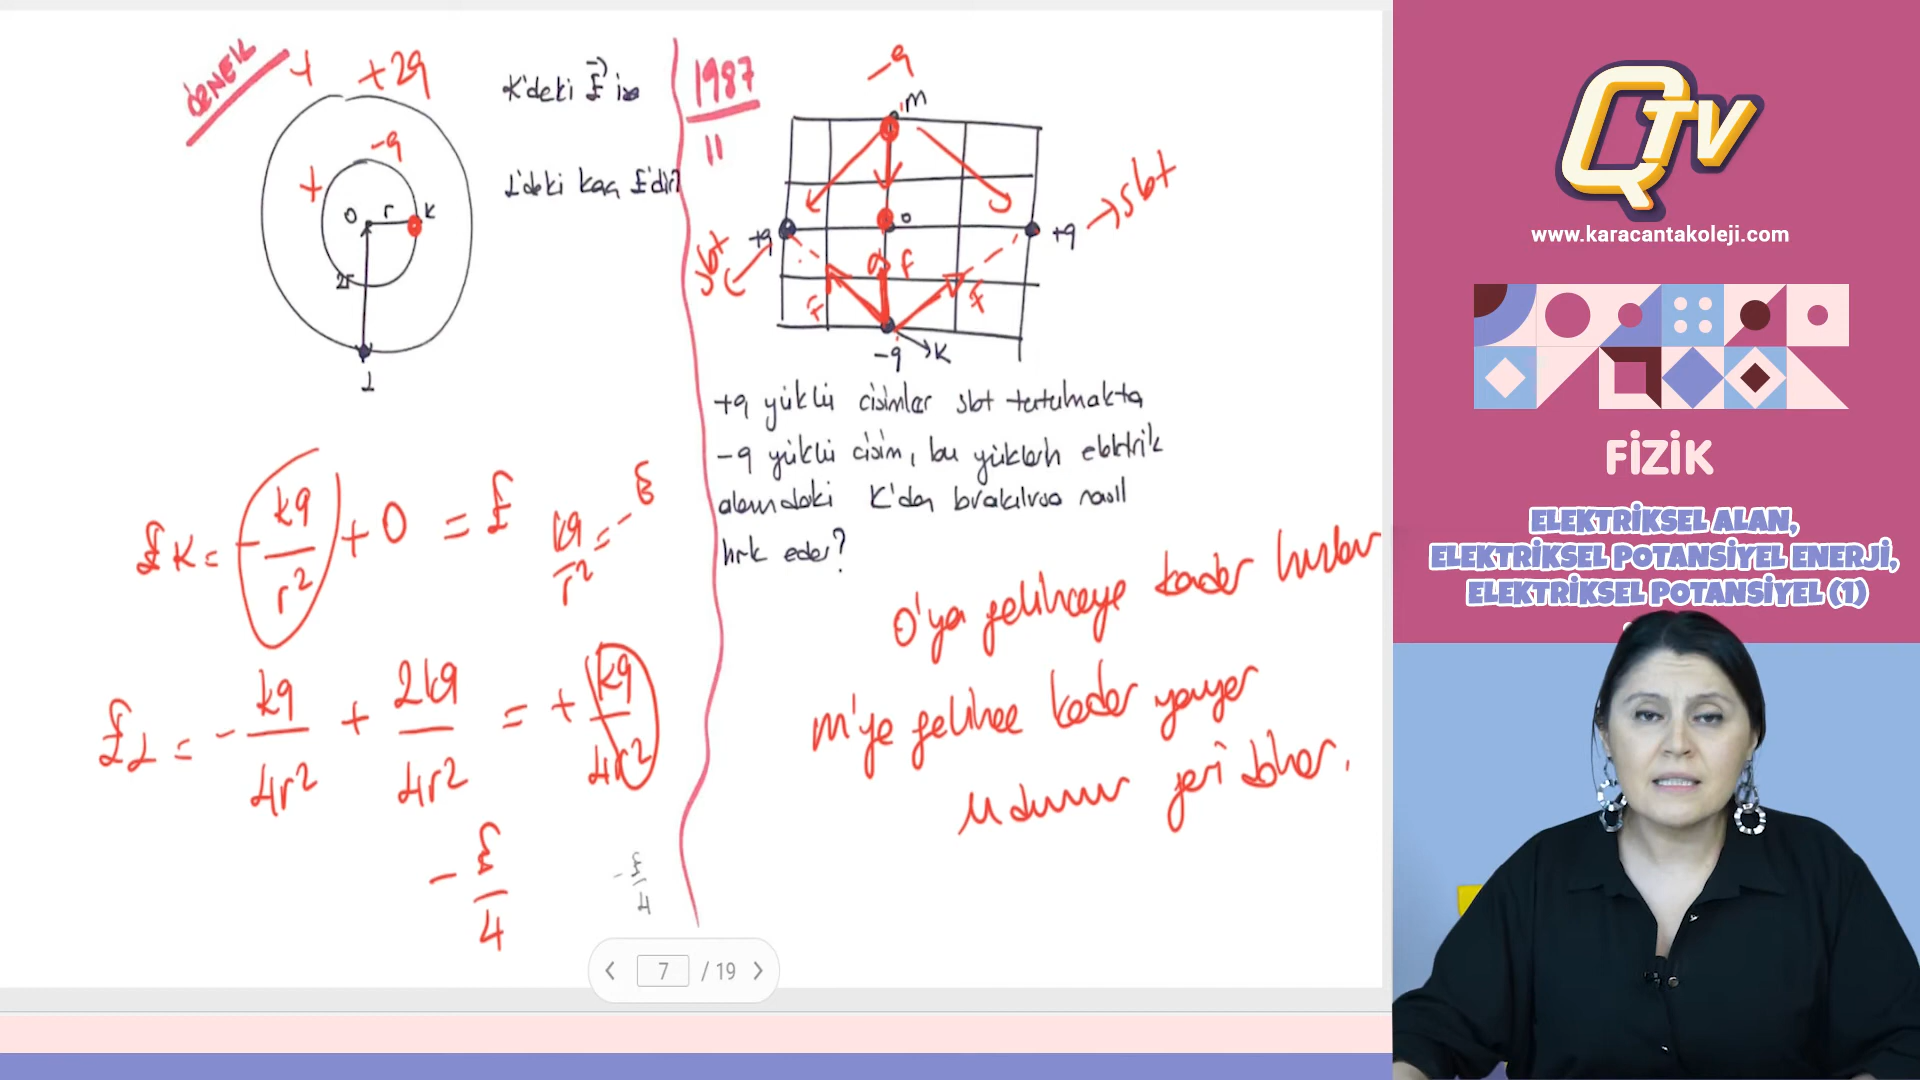 ÖRNEK
+ +2q
-q
+
O r K
2r
L
K'deki E ise
L'deki kaç E'dir?
EK = - kq/r² + 0 = E
kq/r² = -E
EL = - kq/4r² + 2kq/4r² = + kq/4r²
- E/4
- E/4
1987
11
-q
M
O
+q
+q → sbt
sbt
F F F
-q K
+q yüklü cisimler sbt tutulmakta
-q yüklü cisim, bu yüklerin elektrik
alanındaki K'dan bırakılırsa nasıl
hrk eder?
O'ya gelinceye kadar hızlanır
M'ye gelince kadar yavaşlar
M durur geri döner.
7 / 19
QTV
www.karacantakoleji.com
FİZİK
ELEKTRİKSEL ALAN,
ELEKTRİKSEL POTANSİYEL ENERJİ,
ELEKTRİKSEL POTANSİYEL (1)